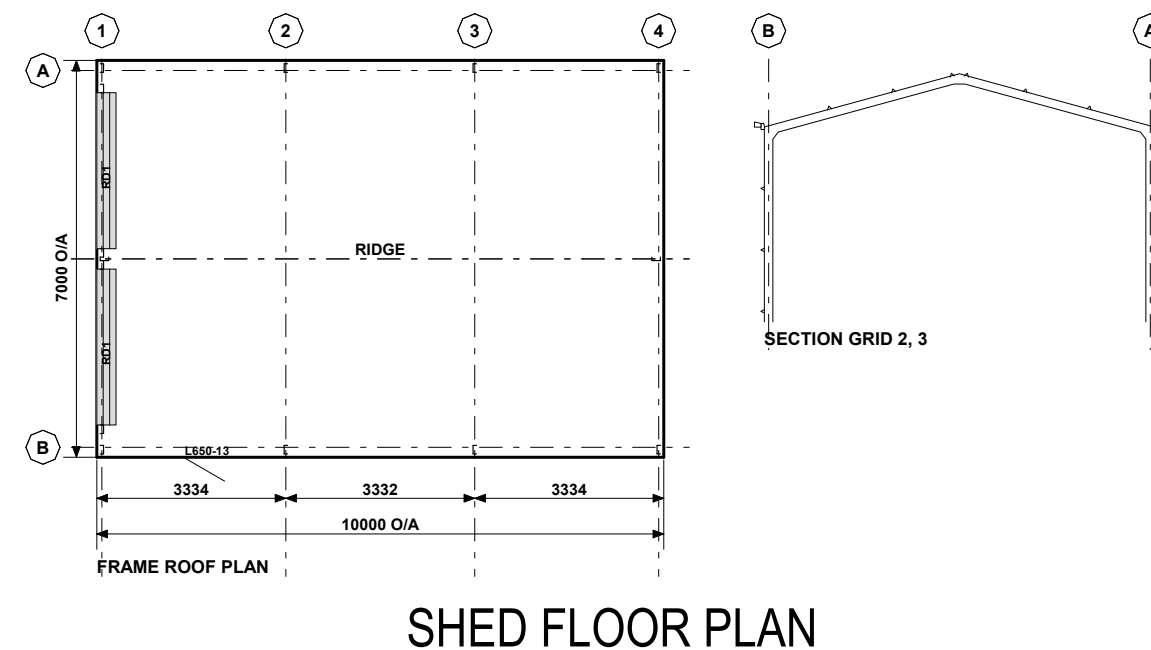 1 2 3 4
A
RD1
7000 O/A
RIDGE
RD1
B
L650-13
3334 3332 3334
10000 O/A
FRAME ROOF PLAN
B A
SECTION GRID 2, 3
SHED FLOOR PLAN